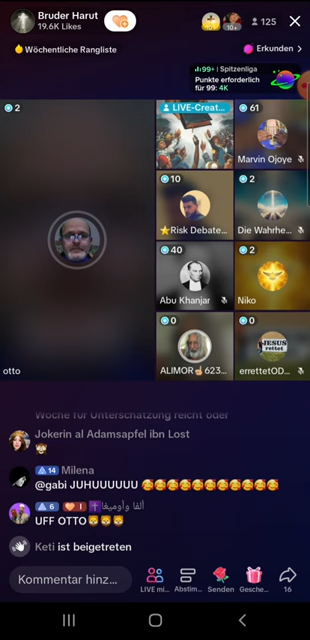 Bruder Harut
19.6K Likes
125
Wöchentliche Rangliste
Erkunden >
99+ | Spitzenliga
Punkte erforderlich
für 99: 4K
2
LIVE-Creat...
61
Marvin Ojoye
10
Risk Debate...
2
Die Wahrhe...
40
Abu Khanjar
2
Niko
0
ALIMOR☝🏼623...
0
JESUS
rettet
errettetOD...
otto
Woche für Unterschätzung reicht oder
Jokerin al Adamsapfel ibn Lost
🙊
14 Milena
@gabi JUHUUUUUU 🥰🥰🥰🥰🥰🥰🥰🥰🥰🥰🥰
6 I ✝️ألفا وأوميغا
UFF OTTO🦁🦁🦁
Keti ist beigetreten
Kommentar hinz...
LIVE mi...
Abstim...
Senden
Gesche...
16